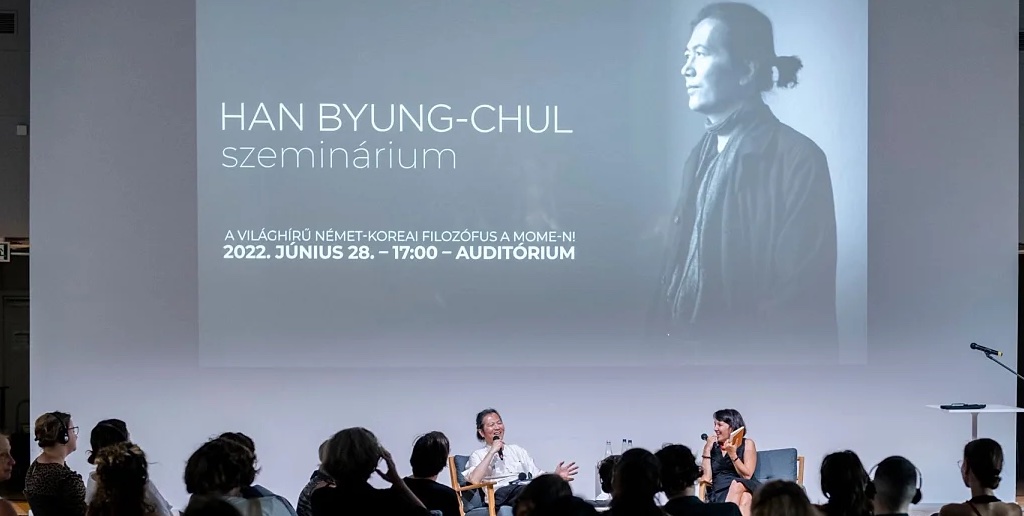 HAN BYUNG-CHUL
szeminárium
A VILÁGHÍRŰ NÉMET-KOREAI FILOZÓFUS A MOME-N!
2022. JÚNIUS 28. – 17:00 – AUDITÓRIUM